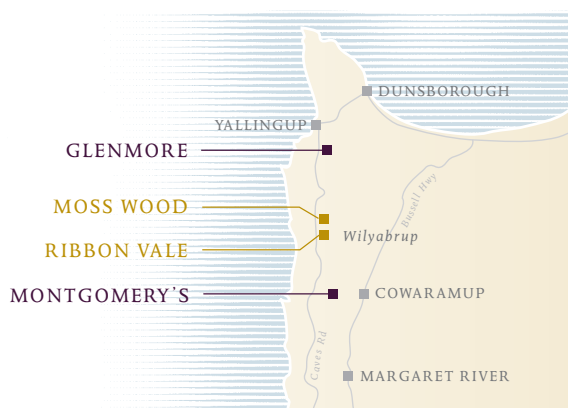 DUNSBOROUGH
YALLINGUP
GLENMORE
Bussell Hwy
MOSS WOOD
Wilyabrup
RIBBON VALE
MONTGOMERY'S
COWARAMUP
Caves Rd
MARGARET RIVER